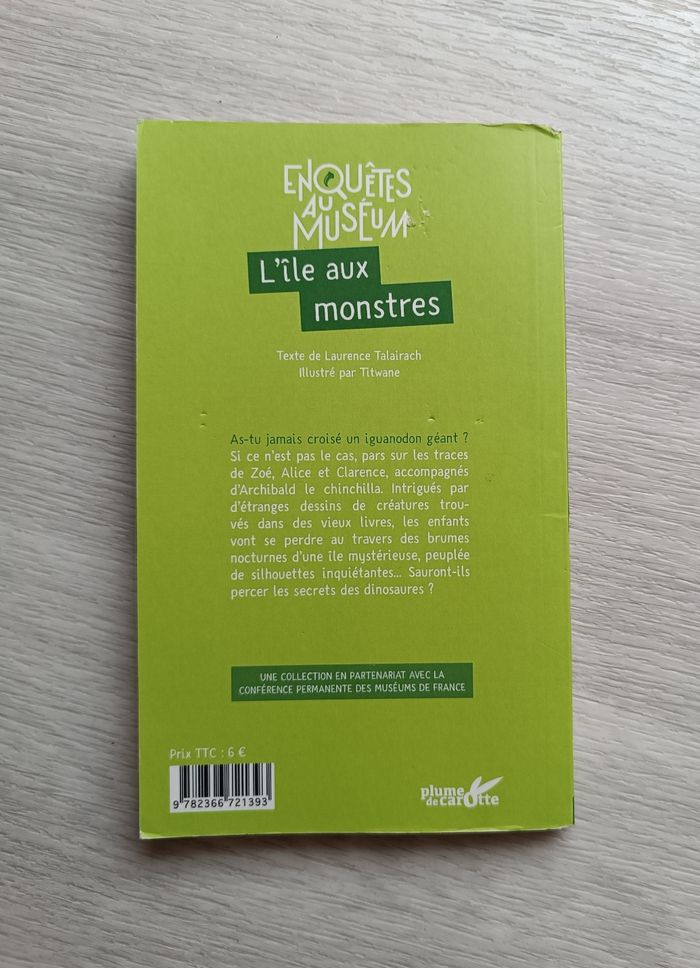 ENQUÊTES
AU
MUSÉUM
L'île aux
monstres
Texte de Laurence Talairach
Illustré par Titwane
As-tu jamais croisé un iguanodon géant ?
Si ce n'est pas le cas, pars sur les traces
de Zoé, Alice et Clarence, accompagnés
d'Archibald le chinchilla. Intrigués par
d'étranges dessins de créatures trou-
vés dans des vieux livres, les enfants
vont se perdre au travers des brumes
nocturnes d'une île mystérieuse, peuplée
de silhouettes inquiétantes... Sauront-ils
percer les secrets des dinosaures ?
UNE COLLECTION EN PARTENARIAT AVEC LA
CONFÉRENCE PERMANENTE DES MUSÉUMS DE FRANCE
Prix TTC : 6 €
9 782366 721393
plume
de carotte